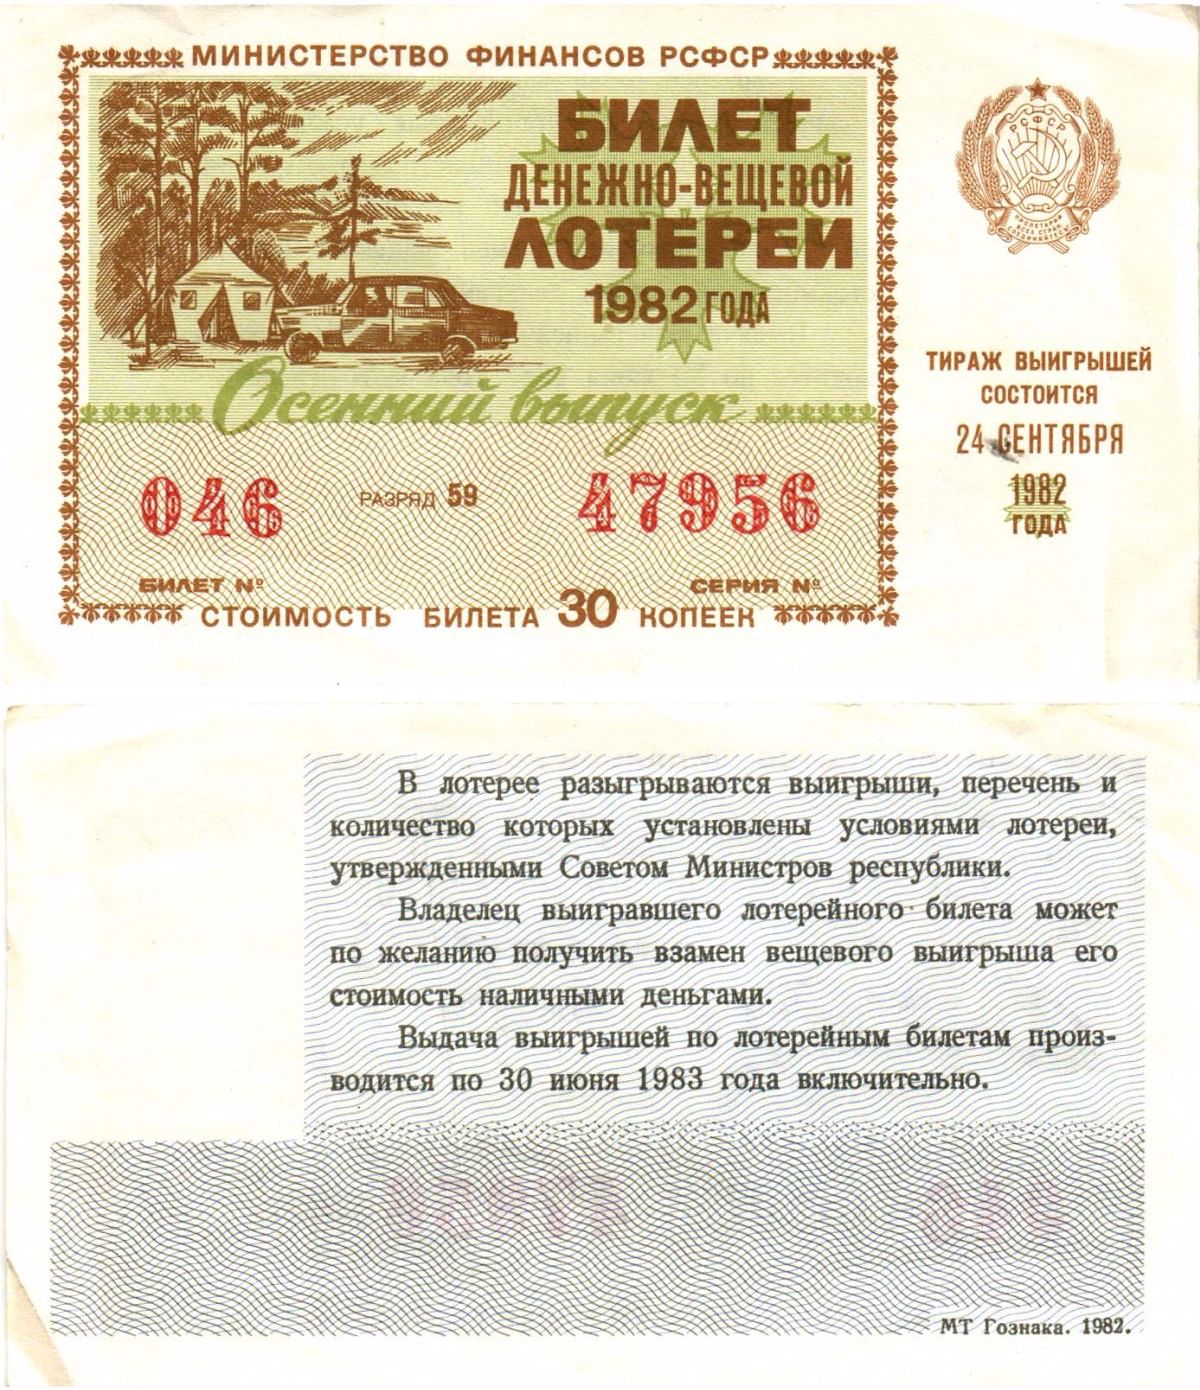 МИНИСТЕРСТВО ФИНАНСОВ РСФСР
БИЛЕТ
ДЕНЕЖНО-ВЕЩЕВОЙ
ЛОТЕРЕИ
1982 ГОДА
Осенний выпуск
046 РАЗРЯД 59 47956
БИЛЕТ № СЕРИЯ №
СТОИМОСТЬ БИЛЕТА 30 КОПЕЕК
РСФСР
ТИРАЖ ВЫИГРЫШЕЙ
СОСТОИТСЯ
24 СЕНТЯБРЯ
1982
ГОДА
В лотерее разыгрываются выигрыши, перечень и
количество которых установлены условиями лотереи,
утвержденными Советом Министров республики.
Владелец выигравшего лотерейного билета может
по желанию получить взамен вещевого выигрыша его
стоимость наличными деньгами.
Выдача выигрышей по лотерейным билетам произ-
водится по 30 июня 1983 года включительно.
МТ Гознака. 1982.